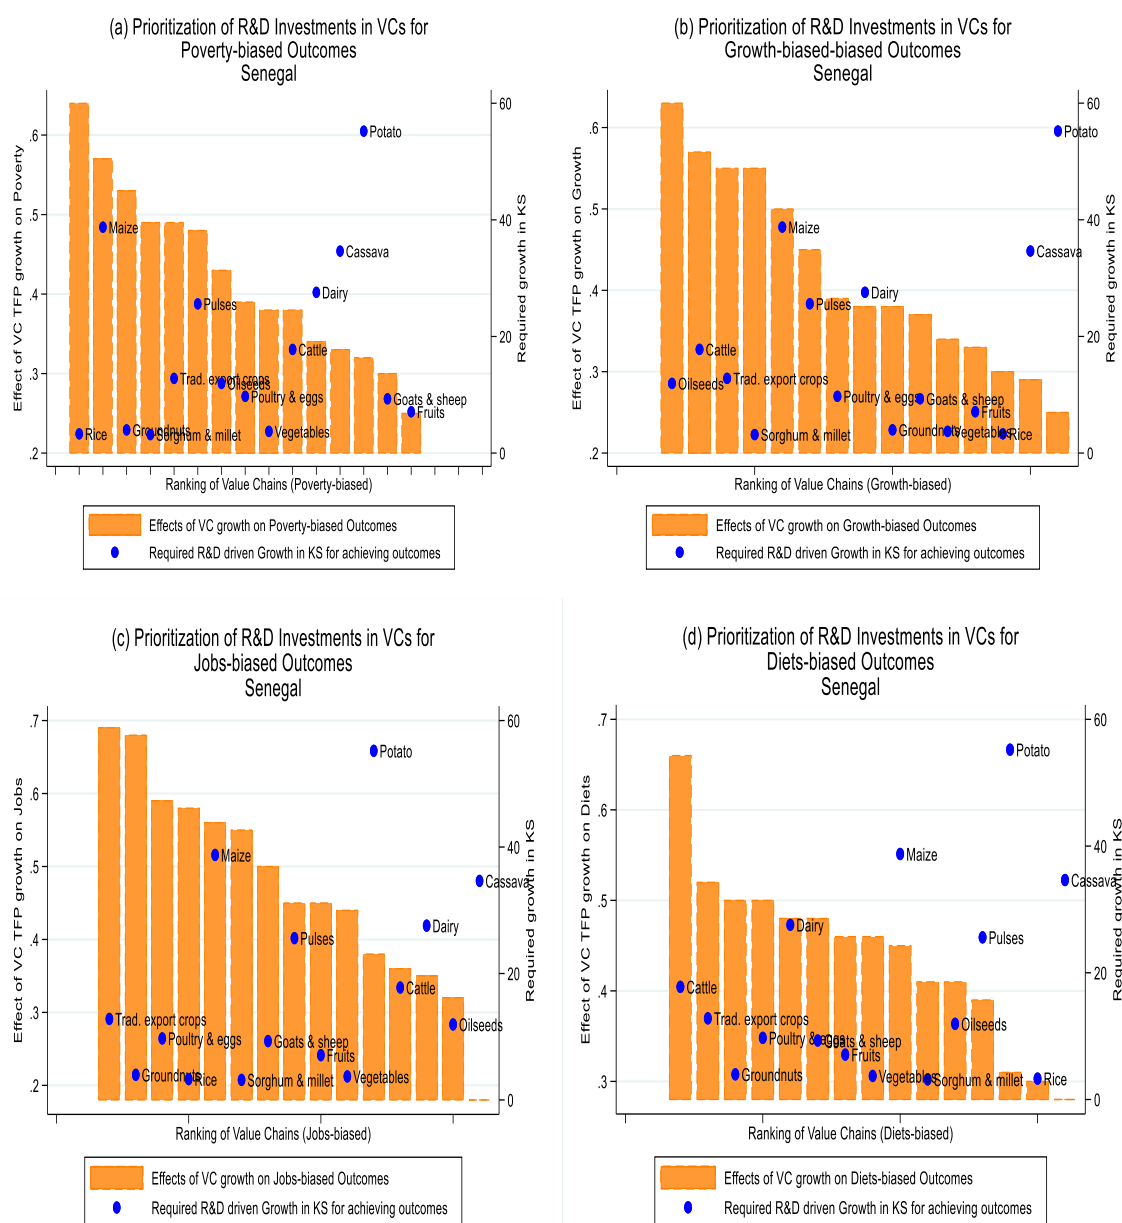 (a) Prioritization of R&D Investments in VCs for
Poverty-biased Outcomes
Senegal
Effect of VC TFP growth on Poverty
.6
.5
.4
.3
.2
60
40
20
0
Required growth in KS
Potato
Maize
Cassava
Dairy
Pulses
Cattle
Trad. export crops
Oilseeds
Poultry & eggs
Goats & sheep
Fruits
Rice
Groundnuts
Sorghum & millet
Vegetables
Ranking of Value Chains (Poverty-biased)
Effects of VC growth on Poverty-biased Outcomes
Required R&D driven Growth in KS for achieving outcomes
(b) Prioritization of R&D Investments in VCs for
Growth-biased-biased Outcomes
Senegal
Effect of VC TFP growth on Growth
.6
.5
.4
.3
.2
60
40
20
0
Required growth in KS
Potato
Maize
Cassava
Dairy
Pulses
Cattle
Oilseeds
Trad. export crops
Poultry & eggs
Goats & sheep
Fruits
Sorghum & millet
Groundnuts
Vegetables
Rice
Ranking of Value Chains (Growth-biased)
Effects of VC growth on Growth-biased Outcomes
Required R&D driven Growth in KS for achieving outcomes
(c) Prioritization of R&D Investments in VCs for
Jobs-biased Outcomes
Senegal
Effect of VC TFP growth on Jobs
.7
.6
.5
.4
.3
.2
60
40
20
0
Required growth in KS
Potato
Maize
Cassava
Dairy
Pulses
Cattle
Trad. export crops
Oilseeds
Poultry & eggs
Goats & sheep
Fruits
Groundnuts
Rice
Sorghum & millet
Vegetables
Ranking of Value Chains (Jobs-biased)
Effects of VC growth on Jobs-biased Outcomes
Required R&D driven Growth in KS for achieving outcomes
(d) Prioritization of R&D Investments in VCs for
Diets-biased Outcomes
Senegal
Effect of VC TFP growth on Diets
.7
.6
.5
.4
.3
60
40
20
0
Required growth in KS
Potato
Maize
Cassava
Dairy
Pulses
Cattle
Trad. export crops
Oilseeds
Poultry & eggs
Goats & sheep
Fruits
Groundnuts
Vegetables
Sorghum & millet
Rice
Ranking of Value Chains (Diets-biased)
Effects of VC growth on Diets-biased Outcomes
Required R&D driven Growth in KS for achieving outcomes